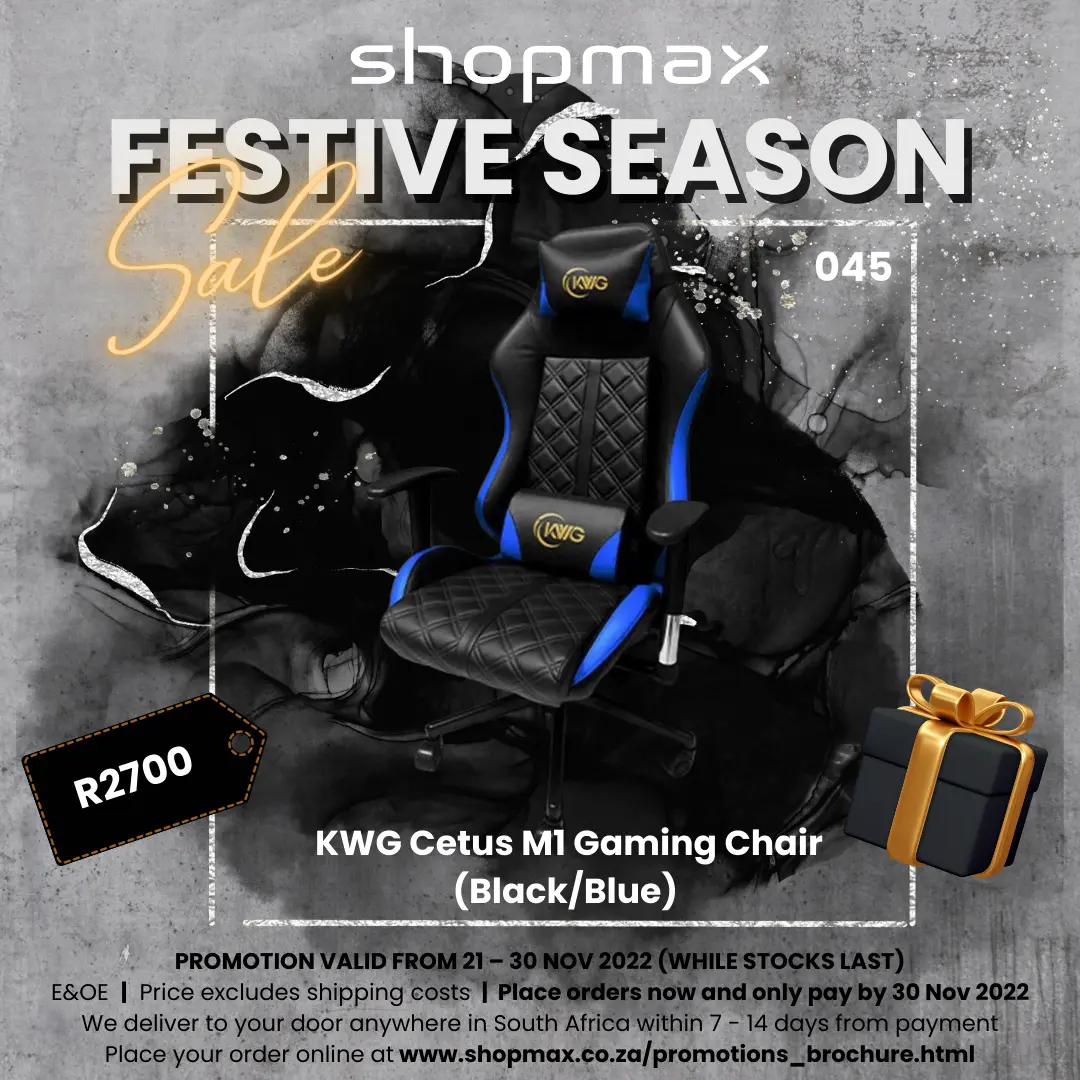 shopmax
FESTIVE SEASON
Sale
045
KWG
KWG
R2700
KWG Cetus M1 Gaming Chair
(Black/Blue)
PROMOTION VALID FROM 21 – 30 NOV 2022 (WHILE STOCKS LAST)
E&OE | Price excludes shipping costs | Place orders now and only pay by 30 Nov 2022
We deliver to your door anywhere in South Africa within 7 - 14 days from payment
Place your order online at www.shopmax.co.za/promotions_brochure.html